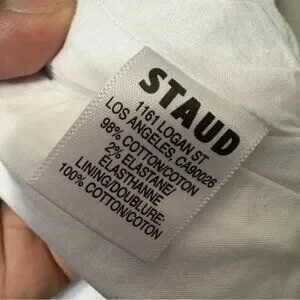 STAUD
1161 LOGAN ST
LOS ANGELES, CA90026
98% COTTON/COTON
2% ELASTANE/
ELASTHANNE
LINING/DOUBLURE:
100% COTTON/COTON